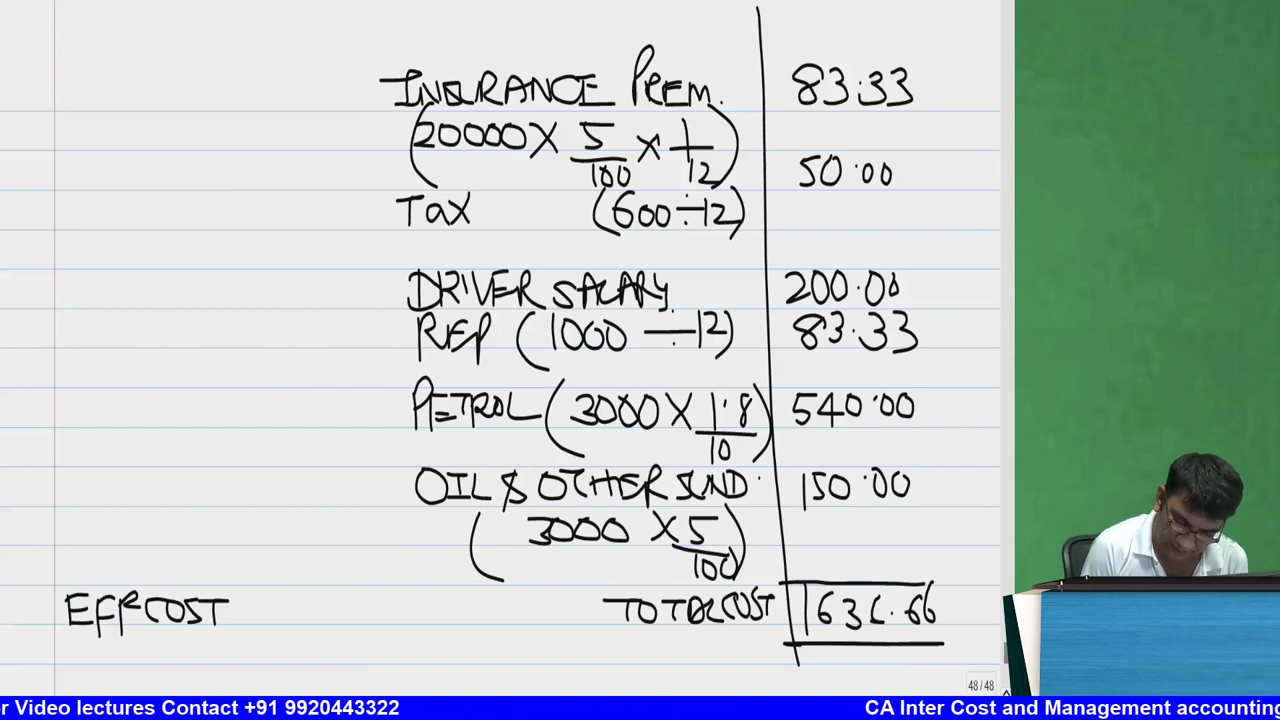 INSURANCE PREM. 83.33
(20000 X 5/100 X 1/12)
50.00
TAX (600÷12)
DRIVER SALARY. 200.00
REP (1000 ÷12) 83.33
PETROL (3000 X 1.8/10) 540.00
OIL & OTHER SUND. 150.00
(3000 X 5/100)
EFF COST TOTAL COST 1636.66
48/48
r Video lectures Contact +91 9920443322 CA Inter Cost and Management accounting